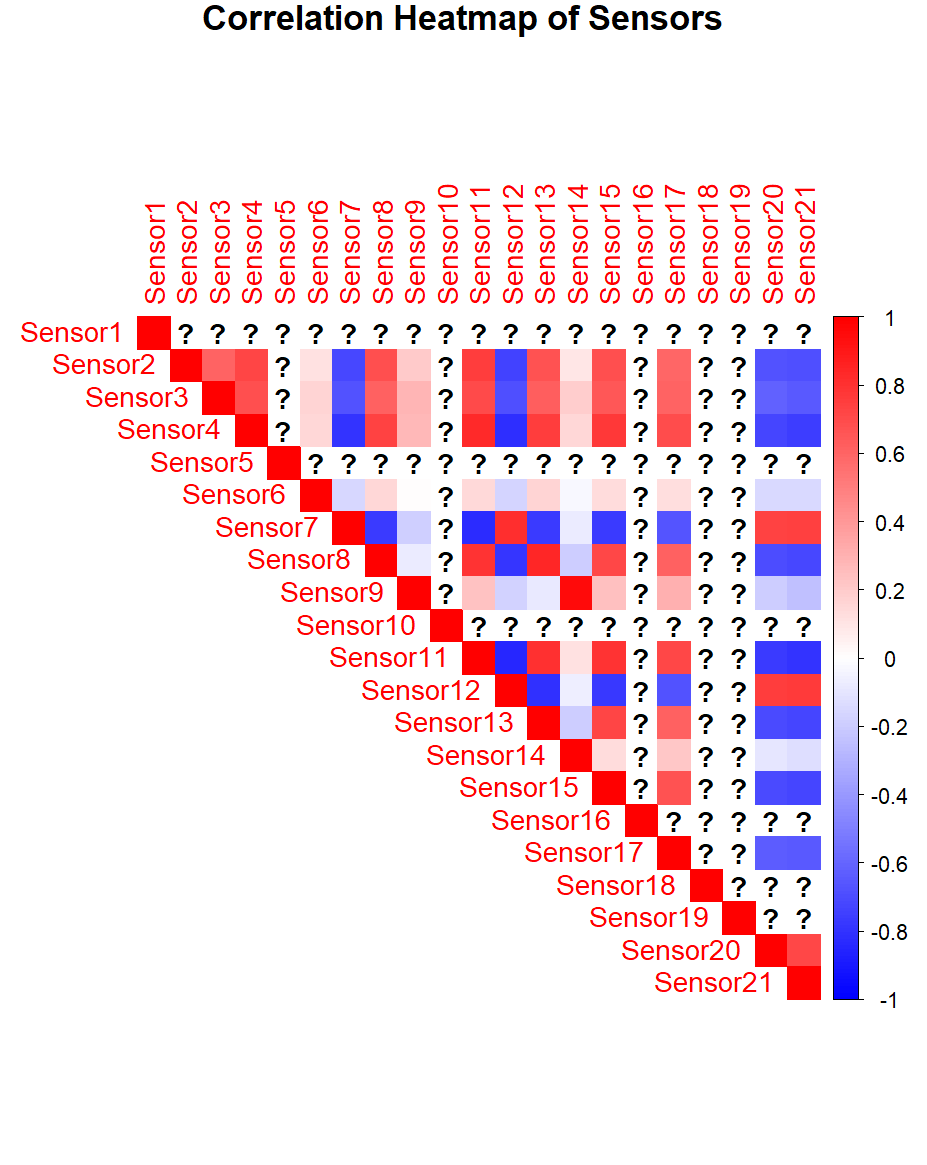 Correlation Heatmap of Sensors
Sensor1
Sensor2
Sensor3
Sensor4
Sensor5
Sensor6
Sensor7
Sensor8
Sensor9
Sensor10
Sensor11
Sensor12
Sensor13
Sensor14
Sensor15
Sensor16
Sensor17
Sensor18
Sensor19
Sensor20
Sensor21
Sensor1 ? ? ? ? ? ? ? ? ? ? ? ? ? ? ? ? ? ? ? ?
Sensor2 ? ? ? ? ?
Sensor3 ? ? ? ? ?
Sensor4 ? ? ? ? ?
Sensor5 ? ? ? ? ? ? ? ? ? ? ? ? ? ? ? ?
Sensor6 ? ? ? ?
Sensor7 ? ? ? ?
Sensor8 ? ? ? ?
Sensor9 ? ? ? ?
Sensor10 ? ? ? ? ? ? ? ? ? ? ?
Sensor11 ? ? ?
Sensor12 ? ? ?
Sensor13 ? ? ?
Sensor14 ? ? ?
Sensor15 ? ? ?
Sensor16 ? ? ? ? ?
Sensor17 ? ?
Sensor18 ? ? ?
Sensor19 ? ?
Sensor20
Sensor21
1
0.8
0.6
0.4
0.2
0
-0.2
-0.4
-0.6
-0.8
-1